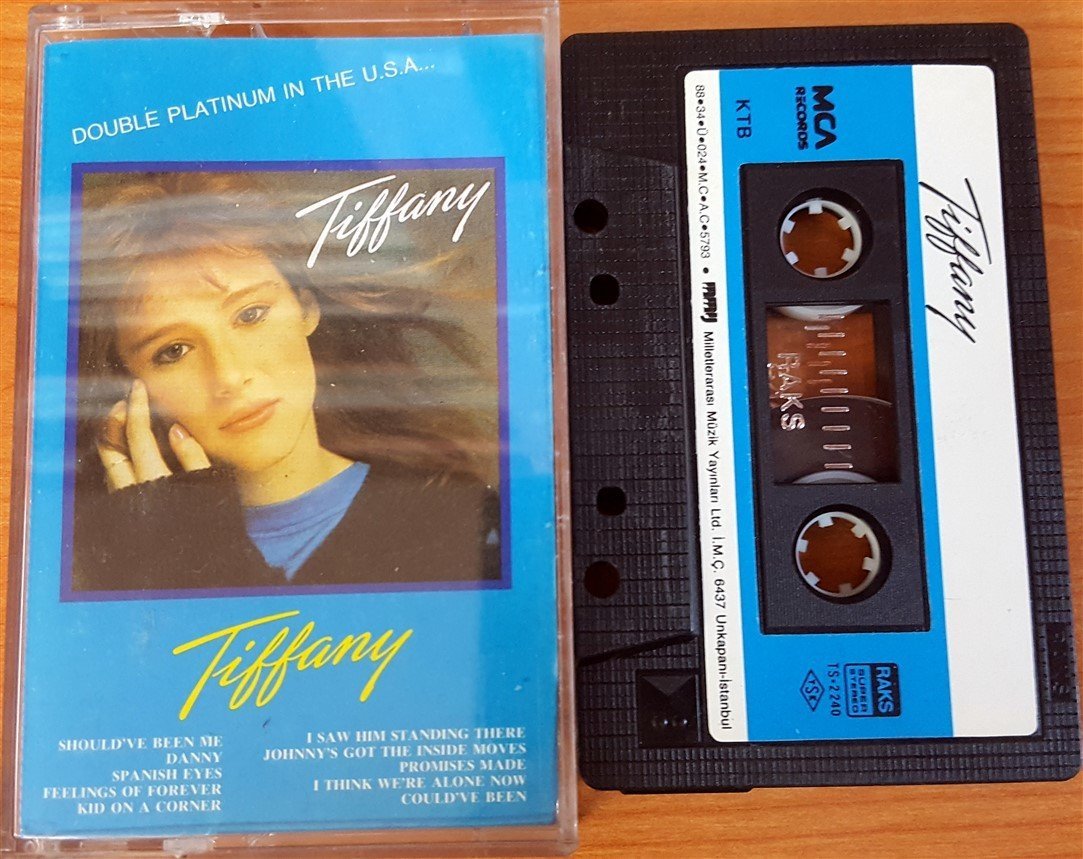 DOUBLE PLATINUM IN THE U.S.A...
Tiffany
Tiffany
SHOULD'VE BEEN ME
DANNY
SPANISH EYES
FEELINGS OF FOREVER
KID ON A CORNER
I SAW HIM STANDING THERE
JOHNNY'S GOT THE INSIDE MOVES
PROMISES MADE
I THINK WE'RE ALONE NOW
COULD'VE BEEN
Tiffany
MCA
RECORDS
KTB
RAKS
RAKS
SUPER
STEREO
TS•2240
TSE
88•34•Ü•024•M.C•A.C•5793 • Milletlerarası Müzik Yayınları Ltd. İ.M.Ç. 6437 Unkapanı-İstanbul